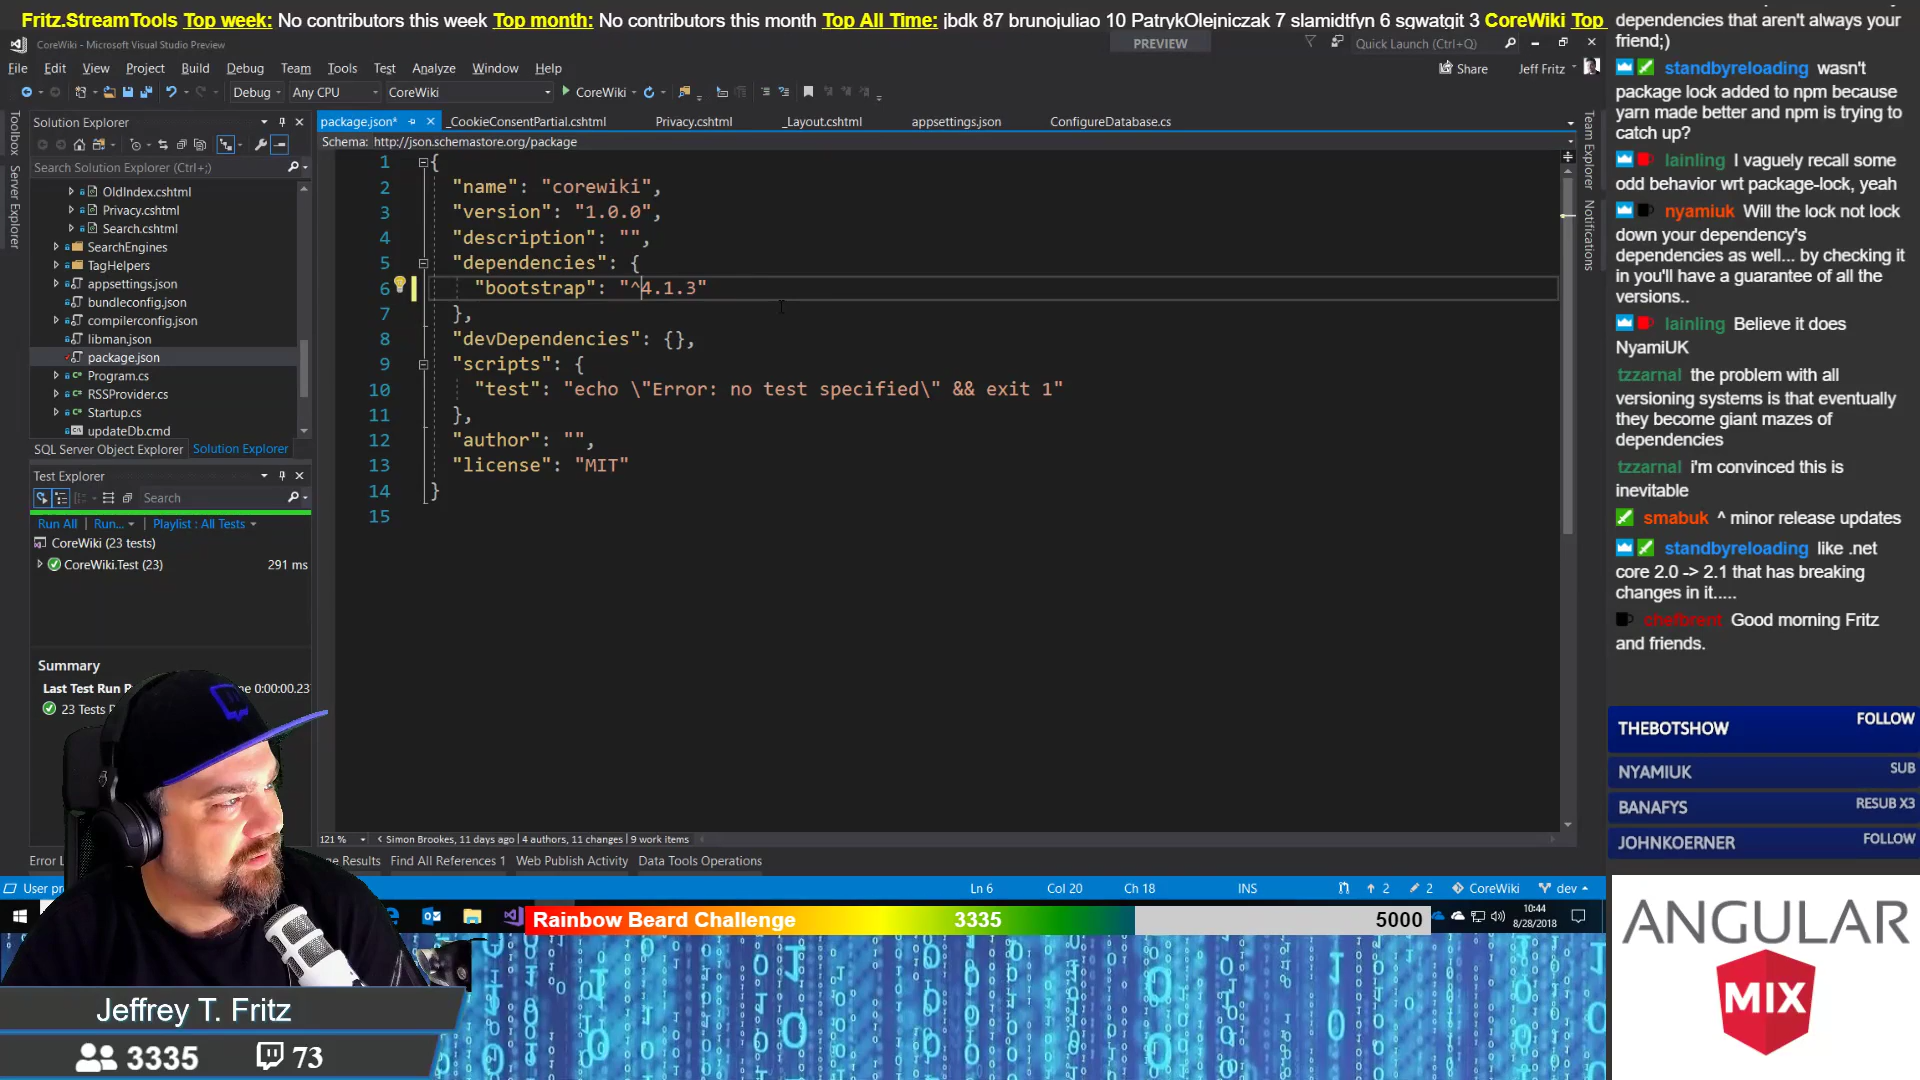 Fritz.StreamTools Top week: No contributors this week Top month: No contributors this month Top All Time: jbdk 87 brunojuliao 10 PatrykOlejniczak 7 slamidtfyn 6 sgwatgit 3 CoreWiki Top
CoreWiki - Microsoft Visual Studio Preview
PREVIEW
Quick Launch (Ctrl+Q)
File Edit View Project Build Debug Team Tools Test Analyze Window Help
Share Jeff Fritz
Debug Any CPU CoreWiki CoreWiki
Toolbox
Server Explorer
Solution Explorer
Search Solution Explorer (Ctrl+;)
OldIndex.cshtml
Privacy.cshtml
Search.cshtml
SearchEngines
TagHelpers
appsettings.json
bundleconfig.json
compilerconfig.json
libman.json
package.json
Program.cs
RSSProvider.cs
Startup.cs
updateDb.cmd
SQL Server Object Explorer Solution Explorer
Test Explorer
Search
Run All Run... Playlist : All Tests
CoreWiki (23 tests)
CoreWiki.Test (23) 291 ms
Summary
Last Test Run P e 0:00:00.23
23 Tests P
package.json* _CookieConsentPartial.cshtml Privacy.cshtml _Layout.cshtml appsettings.json ConfigureDatabase.cs
Schema: http://json.schemastore.org/package
1 {
2 "name": "corewiki",
3 "version": "1.0.0",
4 "description": "",
5 "dependencies": {
6 "bootstrap": "^4.1.3"
7 },
8 "devDependencies": {},
9 "scripts": {
10 "test": "echo \"Error: no test specified\" && exit 1"
11 },
12 "author": "",
13 "license": "MIT"
14 }
15
121 % Simon Brookes, 11 days ago | 4 authors, 11 changes | 9 work items
Error L ne Results Find All References 1 Web Publish Activity Data Tools Operations
User pr Ln 6 Col 20 Ch 18 INS 2 2 CoreWiki dev
Team Explorer
Notifications
dependencies that aren't always your
friend;)
standbyreloading wasn't
package lock added to npm because
yarn made better and npm is trying to
catch up?
lainling I vaguely recall some
odd behavior wrt package-lock, yeah
nyamiuk Will the lock not lock
down your dependency's
dependencies as well... by checking it
in you'll have a guarantee of all the
versions..
lainling Believe it does
NyamiUK
tzzarnal the problem with all
versioning systems is that eventually
they become giant mazes of
dependencies
tzzarnal i'm convinced this is
inevitable
smabuk ^ minor release updates
standbyreloading like .net
core 2.0 -> 2.1 that has breaking
changes in it.....
chefbrent Good morning Fritz
and friends.
THEBOTSHOW FOLLOW
NYAMIUK SUB
BANAFYS RESUB X3
JOHNKOERNER FOLLOW
Rainbow Beard Challenge 3335 5000
10:44
8/28/2018
ANGULAR
MIX
Jeffrey T. Fritz
3335 73